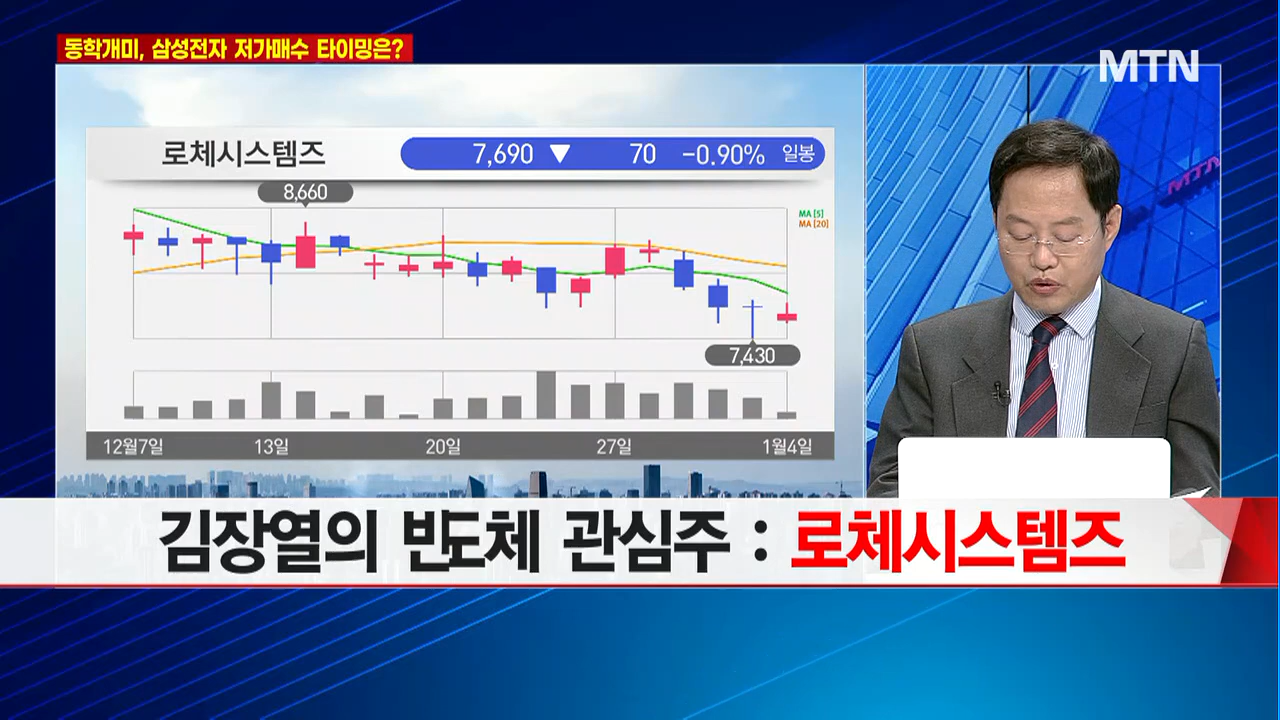 동학개미, 삼성전자 저가매수 타이밍은?
MTN
로체시스템즈
7,690 ▼ 70 -0.90% 일봉
8,660
MA [5]
MA [20]
7,430
12월7일 13일 20일 27일 1월4일
MTN
김장열의 반도체 관심주 : 로체시스템즈